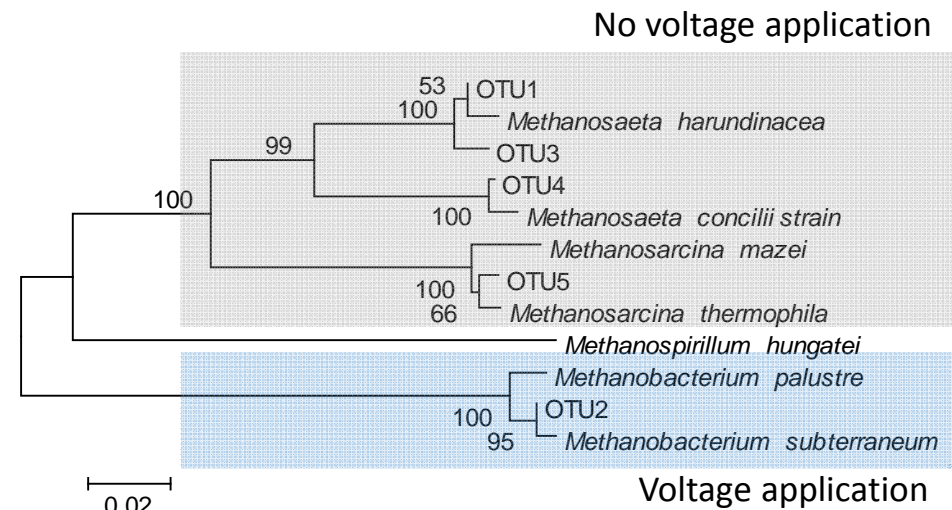 No voltage application
53
OTU1
100
Methanosaeta harundinacea
99
OTU3
OTU4
100
100
Methanosaeta concilii strain
Methanosarcina mazei
OTU5
100
66
Methanosarcina thermophila
Methanospirillum hungatei
Methanobacterium palustre
OTU2
100
95
Methanobacterium subterraneum
Voltage application
0.02